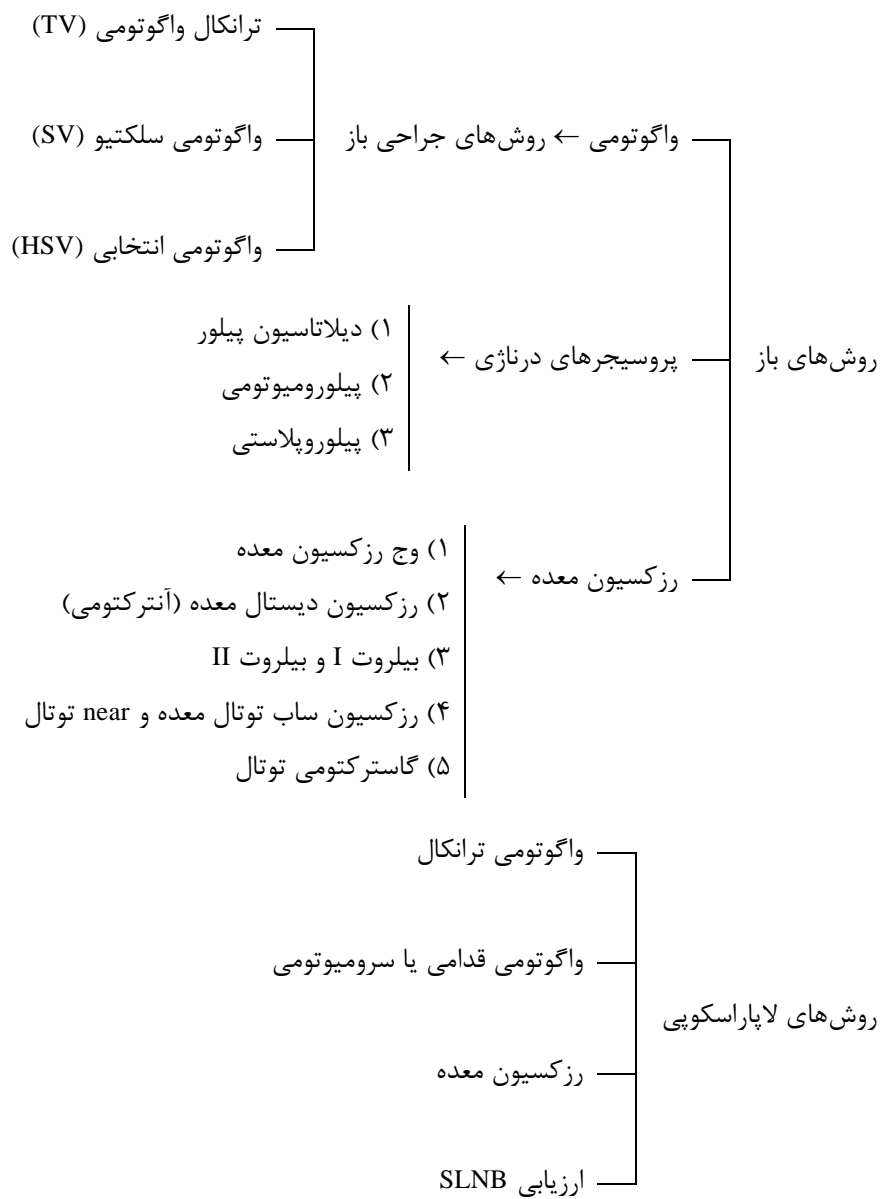 روش‌های باز
واگوتومی ← روش‌های جراحی باز
ترانکال واگوتومی (TV)
واگوتومی سلکتیو (SV)
واگوتومی انتخابی (HSV)
پروسیجرهای درناژی ←
۱) دیلاتاسیون پیلور
۲) پیلورومیوتومی
۳) پیلوروپلاستی
رزکسیون معده ←
۱) وج رزکسیون معده
۲) رزکسیون دیستال معده (آنترکتومی)
۳) بیلروت I و بیلروت II
۴) رزکسیون ساب توتال معده و near توتال
۵) گاسترکتومی توتال
روش‌های لاپاراسکوپی
واگوتومی ترانکال
واگوتومی قدامی یا سرومیوتومی
رزکسیون معده
ارزیابی SLNB